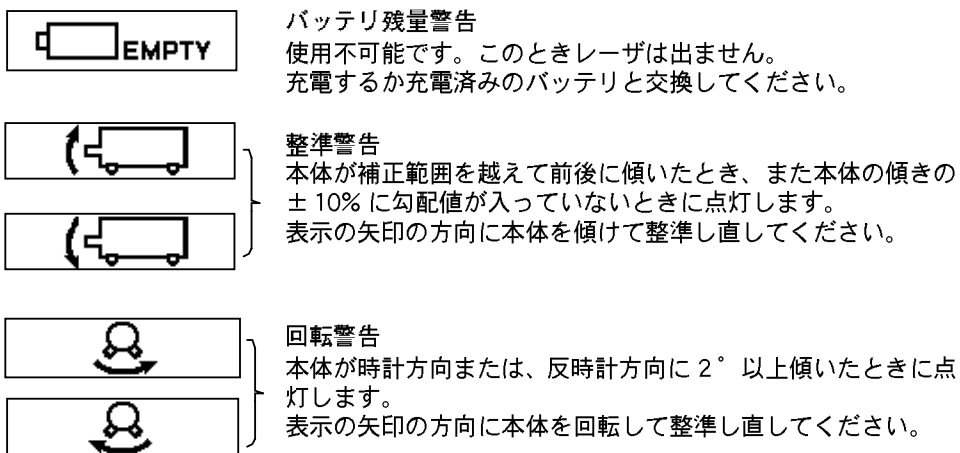 EMPTY
バッテリ残量警告
使用不可能です。このときレーザは出ません。
充電するか充電済みのバッテリと交換してください。
整準警告
本体が補正範囲を越えて前後に傾いたとき、また本体の傾きの
± 10% に勾配値が入っていないときに点灯します。
表示の矢印の方向に本体を傾けて整準し直してください。
回転警告
本体が時計方向または、反時計方向に 2° 以上傾いたときに点
灯します。
表示の矢印の方向に本体を回転して整準し直してください。